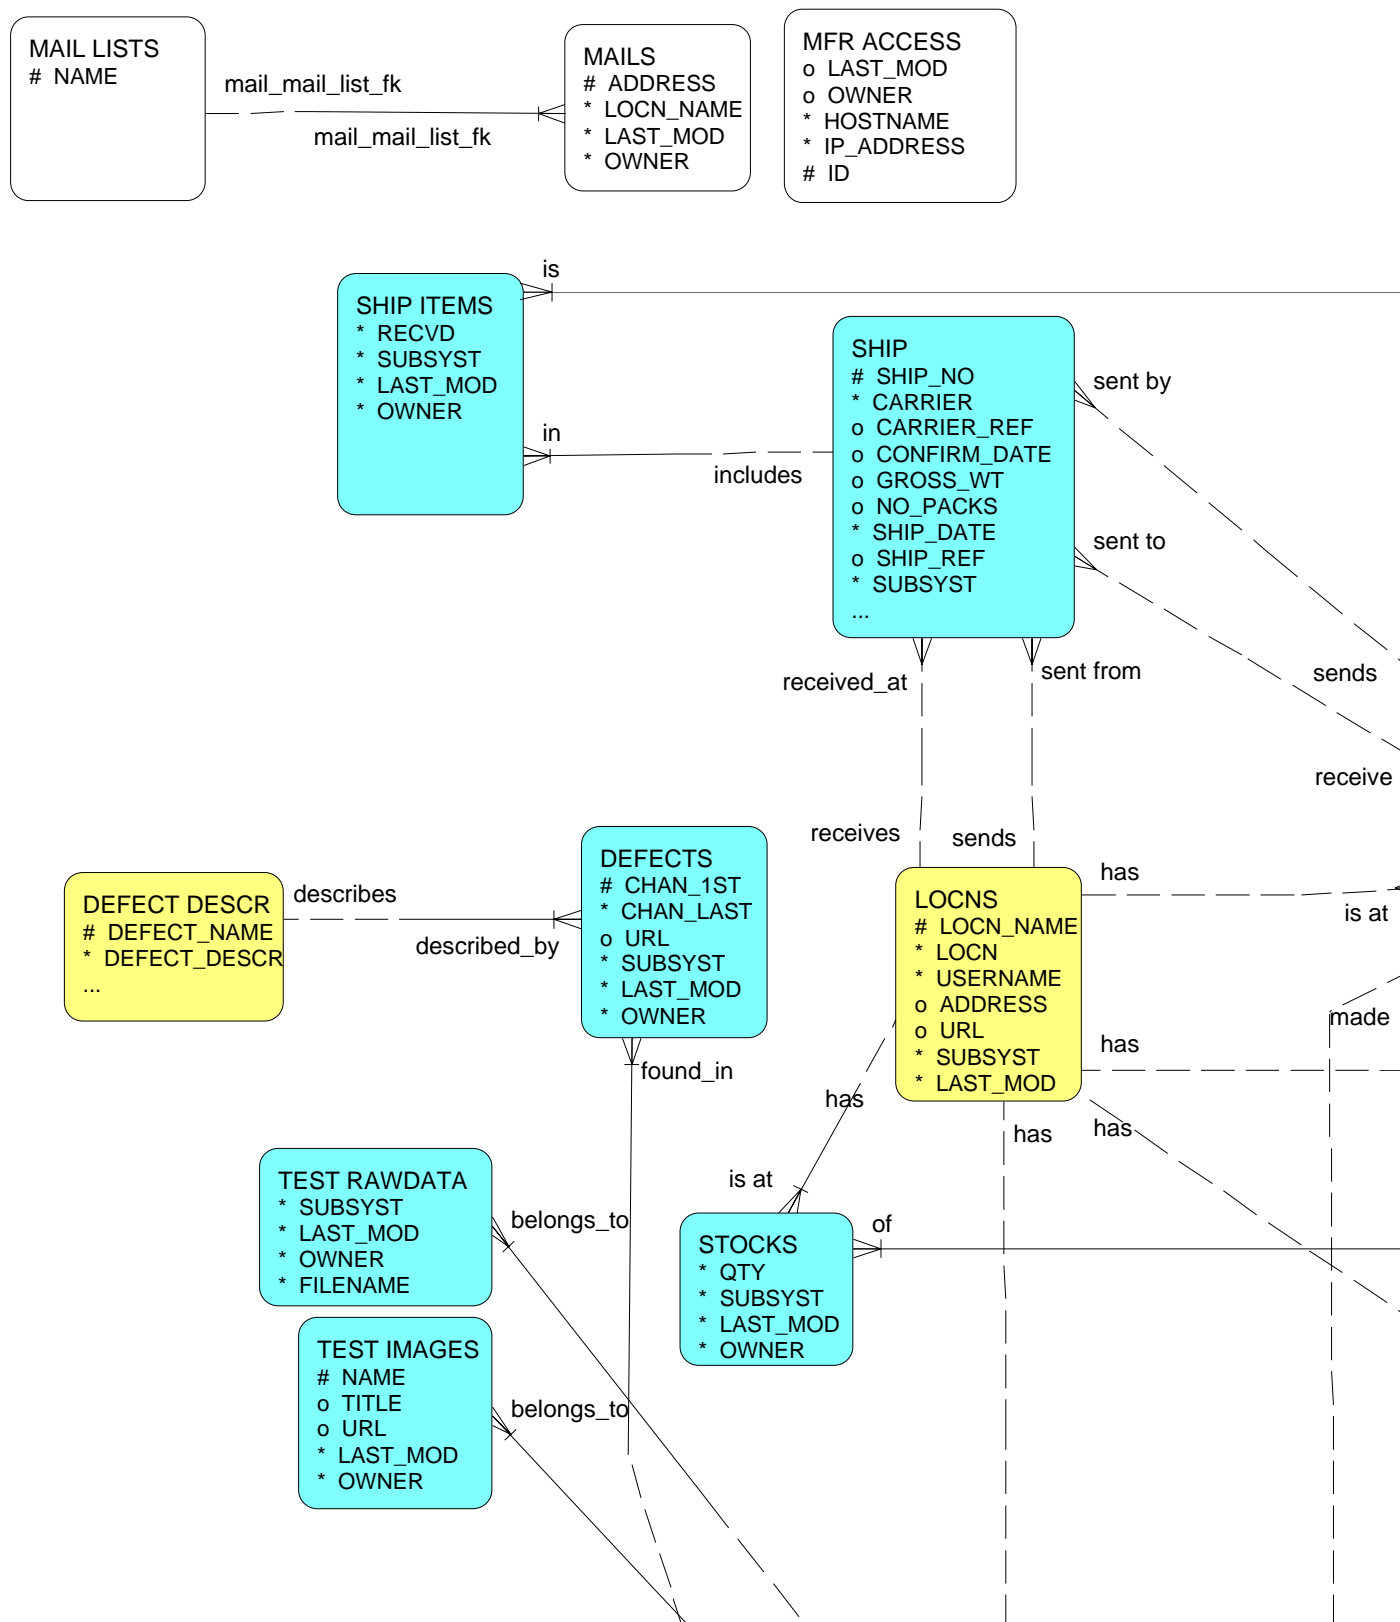 MAIL LISTS
# NAME
mail_mail_list_fk
mail_mail_list_fk
MAILS
# ADDRESS
* LOCN_NAME
* LAST_MOD
* OWNER
MFR ACCESS
o LAST_MOD
o OWNER
* HOSTNAME
* IP_ADDRESS
# ID
SHIP ITEMS
* RECVD
* SUBSYST
* LAST_MOD
* OWNER
is
in
includes
SHIP
# SHIP_NO
* CARRIER
o CARRIER_REF
o CONFIRM_DATE
o GROSS_WT
o NO_PACKS
* SHIP_DATE
o SHIP_REF
* SUBSYST
...
sent by
sent to
sends
receive
received_at
sent from
receives
sends
DEFECT DESCR
# DEFECT_NAME
* DEFECT_DESCR
...
describes
described_by
DEFECTS
# CHAN_1ST
* CHAN_LAST
o URL
* SUBSYST
* LAST_MOD
* OWNER
found_in
LOCNS
# LOCN_NAME
* LOCN
* USERNAME
o ADDRESS
o URL
* SUBSYST
* LAST_MOD
has
is at
made
has
has
has
has
is at
of
TEST RAWDATA
* SUBSYST
* LAST_MOD
* OWNER
* FILENAME
belongs_to
STOCKS
* QTY
* SUBSYST
* LAST_MOD
* OWNER
TEST IMAGES
# NAME
o TITLE
o URL
* LAST_MOD
* OWNER
belongs_to